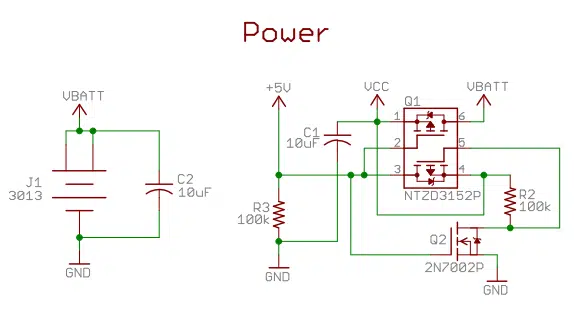 Power
VBATT
+5V
VCC
VBATT
Q1
C1
10uF
1
6
2
5
3
4
J1
3013
C2
10uF
R3
100k
NTZD3152P
R2
100k
Q2
2N7002P
GND
GND
GND